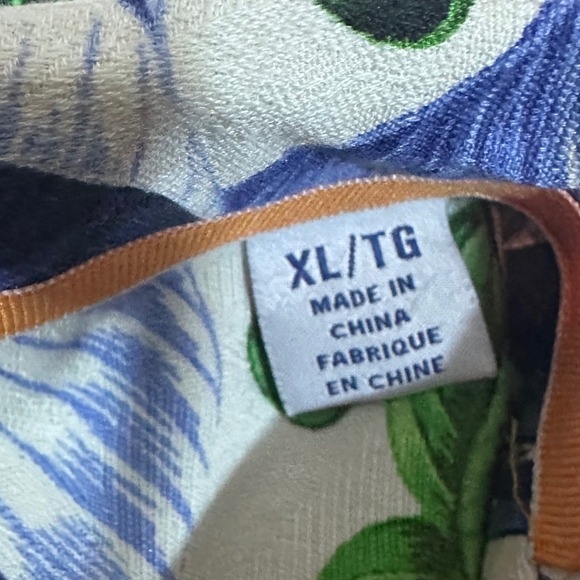 XL/TG
MADE IN
CHINA
FABRIQUE
EN CHINE